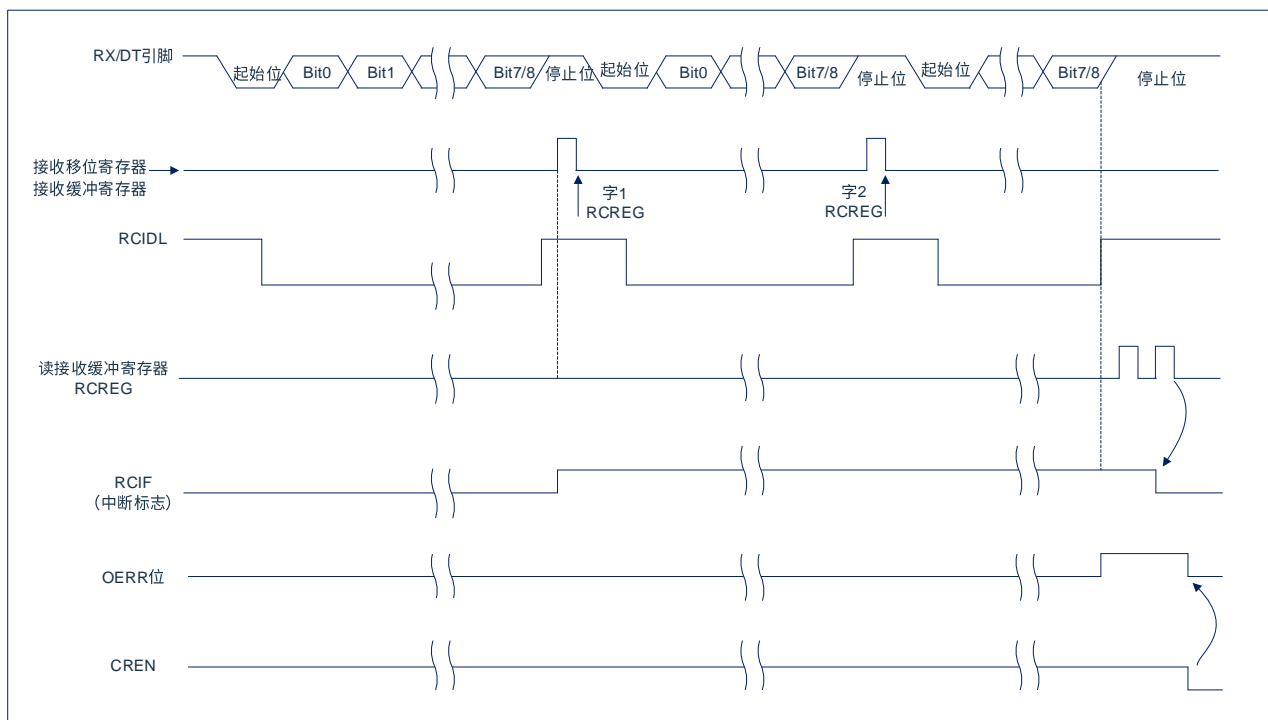 RX/DT引脚
起始位 Bit0 Bit1 Bit7/8 停止位 起始位 Bit0 Bit7/8 停止位 起始位 Bit7/8 停止位
接收移位寄存器
接收缓冲寄存器
字1
RCREG
字2
RCREG
RCIDL
读接收缓冲寄存器
RCREG
RCIF
（中断标志）
OERR位
CREN